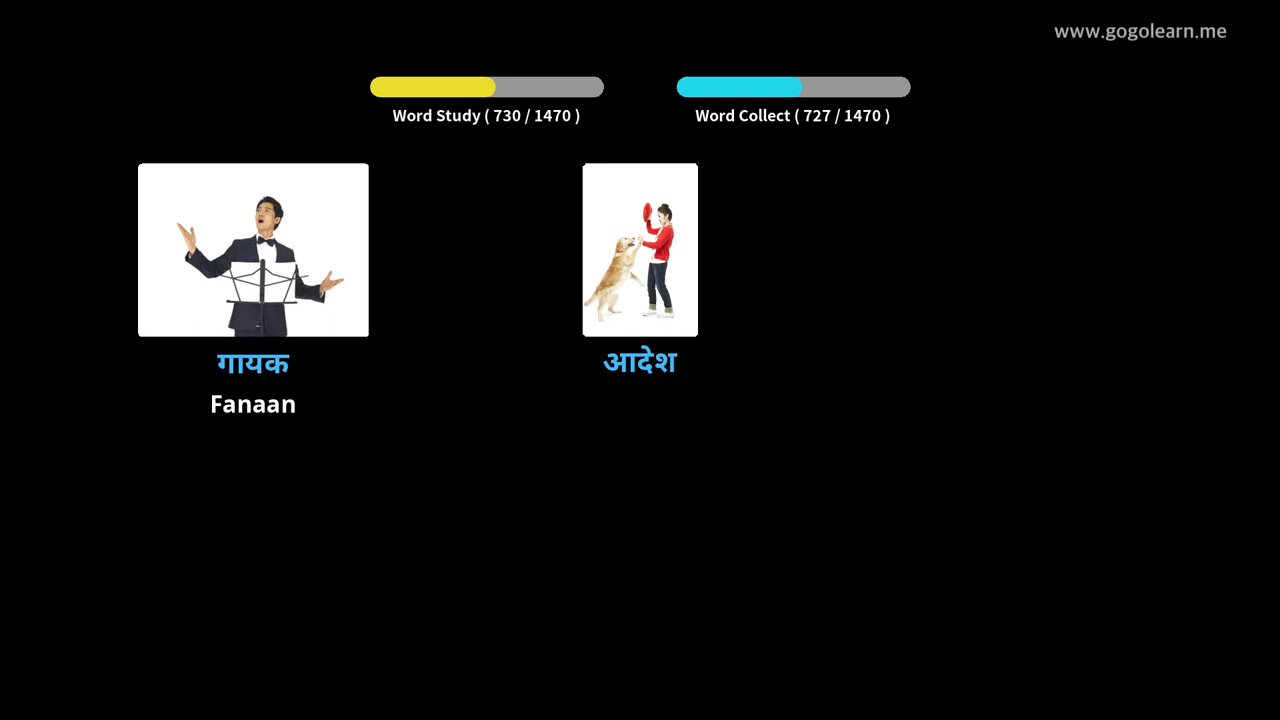 www.gogolearn.me
Word Study ( 730 / 1470 )
Word Collect ( 727 / 1470 )
गायक
आदेश
Fanaan